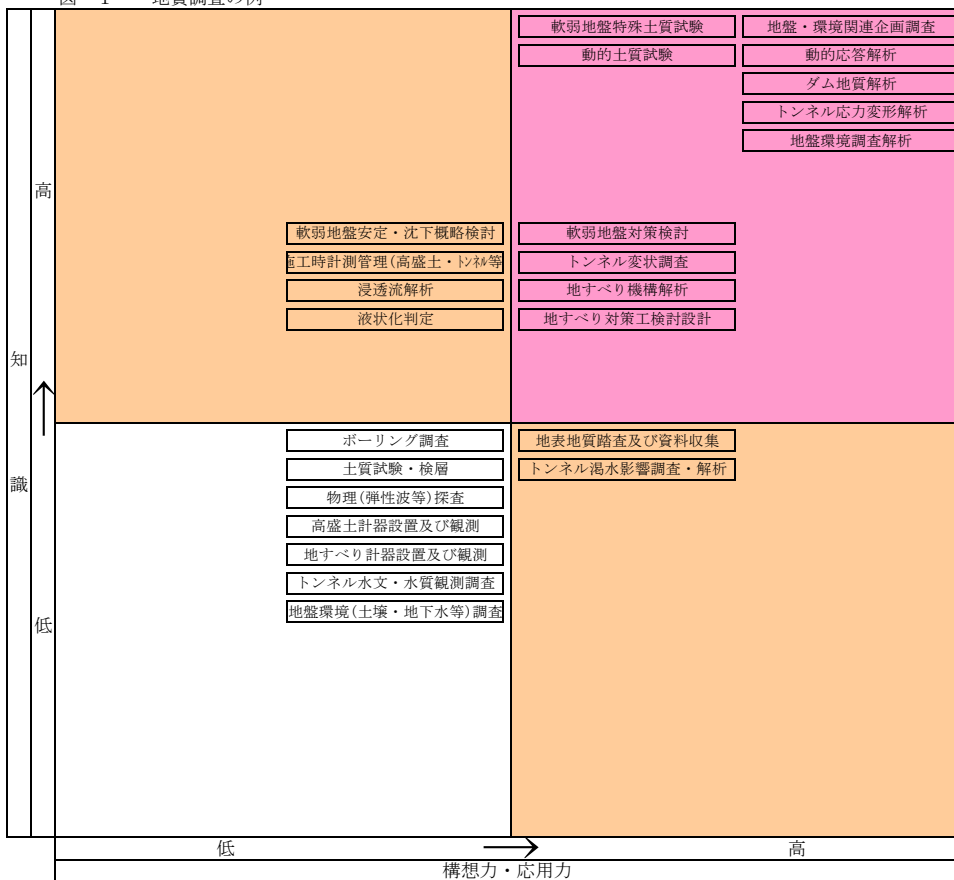 図－1　　地質調査の例
軟弱地盤特殊土質試験
地盤・環境関連企画調査
動的土質試験
動的応答解析
ダム地質解析
トンネル応力変形解析
地盤環境調査解析
高
軟弱地盤安定・沈下概略検討
軟弱地盤対策検討
施工時計測管理(高盛土・トンネル等
トンネル変状調査
浸透流解析
地すべり機構解析
液状化判定
地すべり対策工検討設計
知
ボーリング調査
地表地質踏査及び資料収集
土質試験・検層
トンネル渇水影響調査・解析
識
物理(弾性波等)探査
高盛土計器設置及び観測
地すべり計器設置及び観測
トンネル水文・水質観測調査
地盤環境(土壌・地下水等)調査
低
低
高
構想力・応用力